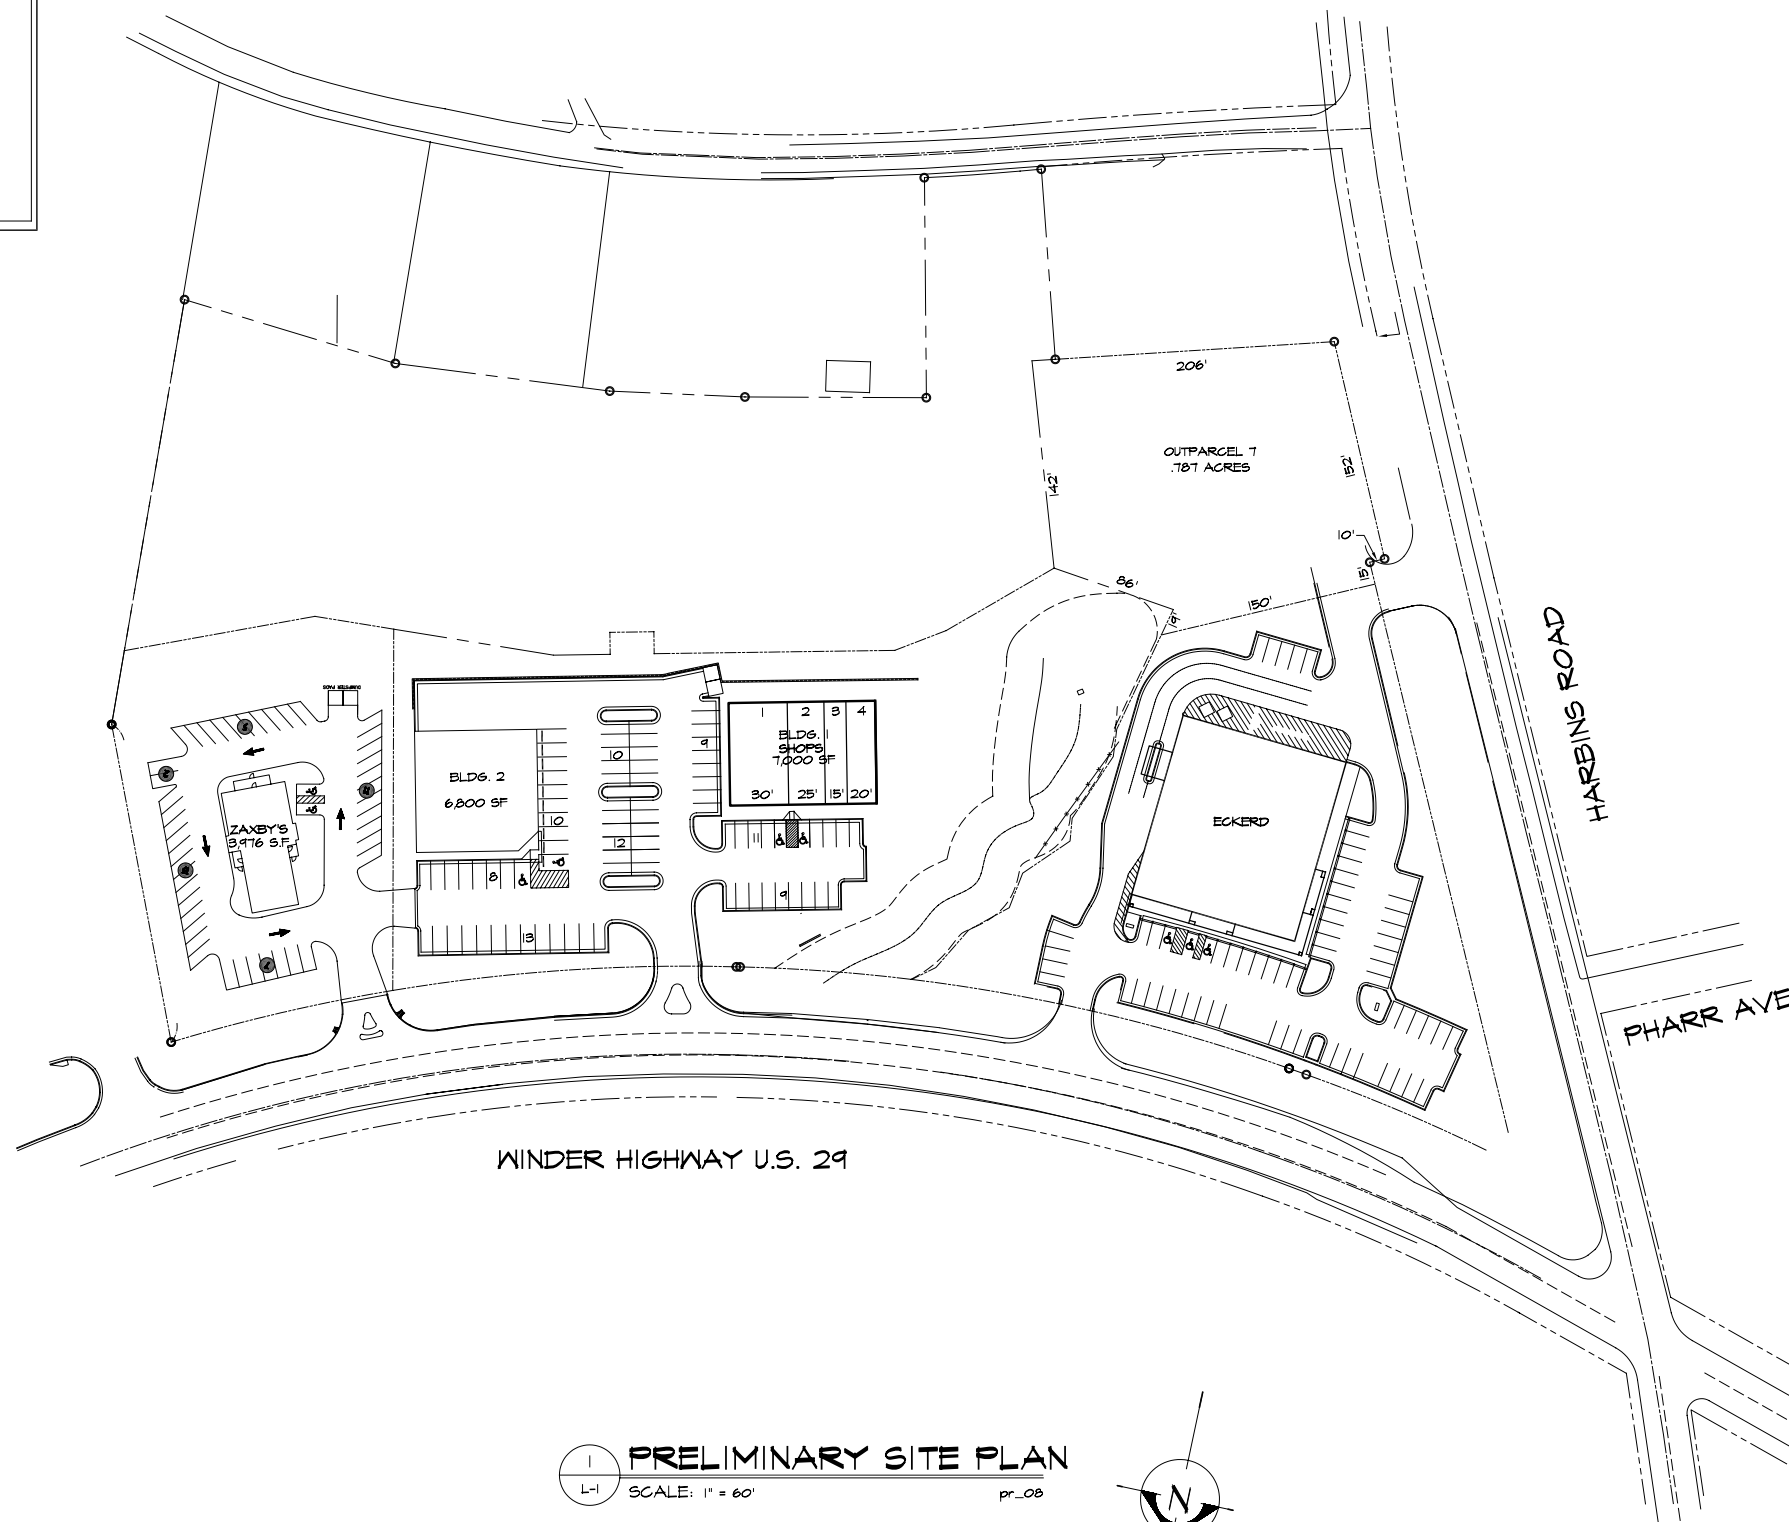 206'
OUTPARCEL 7
.787 ACRES
152'
142'
10'
15'
86'
150'
19'
HARBINS ROAD
DUMPSTER PADS
1 2 3 4
BLDG. 1
SHOPS
7,000 SF
30' 25' 15' 20'
9
10
BLDG. 2
6,800 SF
10
12
ZAXBY'S
3,976 S.F.
ECKERD
11
8
9
13
PHARR AVE
WINDER HIGHWAY U.S. 29
1
L-1
PRELIMINARY SITE PLAN
SCALE: 1" = 60'
pr_08
N